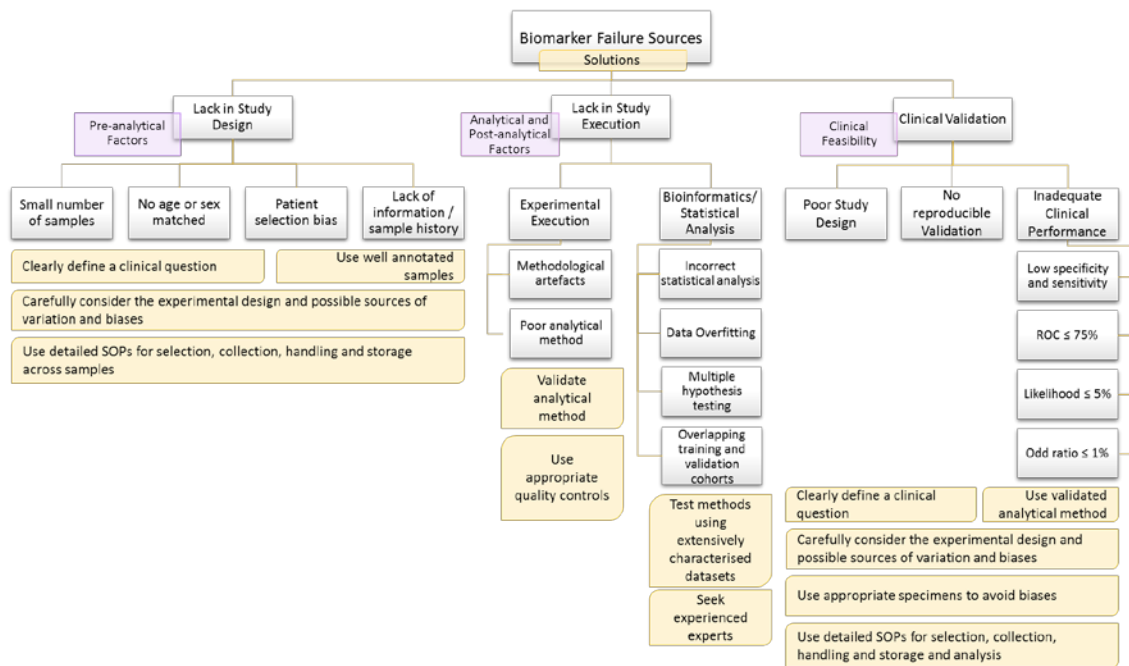 Biomarker Failure Sources
Solutions
Lack in Study
Design
Pre-analytical
Factors
Lack in Study
Execution
Analytical and
Post-analytical
Factors
Clinical Validation
Clinical
Feasibility
Small number
of samples
No age or sex
matched
Patient
selection bias
Lack of
information /
sample history
Clearly define a clinical question
Use well annotated
samples
Carefully consider the experimental design and possible sources of
variation and biases
Use detailed SOPs for selection, collection, handling and storage
across samples
Experimental
Execution
Methodological
artefacts
Poor analytical
method
Validate
analytical
method
Use
appropriate
quality controls
Bioinformatics/
Statistical
Analysis
Incorrect
statistical analysis
Data Overfitting
Multiple
hypothesis
testing
Overlapping
training and
validation
cohorts
Test methods
using
extensively
characterised
datasets
Seek
experienced
experts
Poor Study
Design
No
reproducible
Validation
Inadequate
Clinical
Performance
Low specificity
and sensitivity
ROC ≤ 75%
Likelihood ≤ 5%
Odd ratio ≤ 1%
Clearly define a clinical
question
Use validated
analytical method
Carefully consider the experimental design and
possible sources of variation and biases
Use appropriate specimens to avoid biases
Use detailed SOPs for selection, collection,
handling and storage and analysis